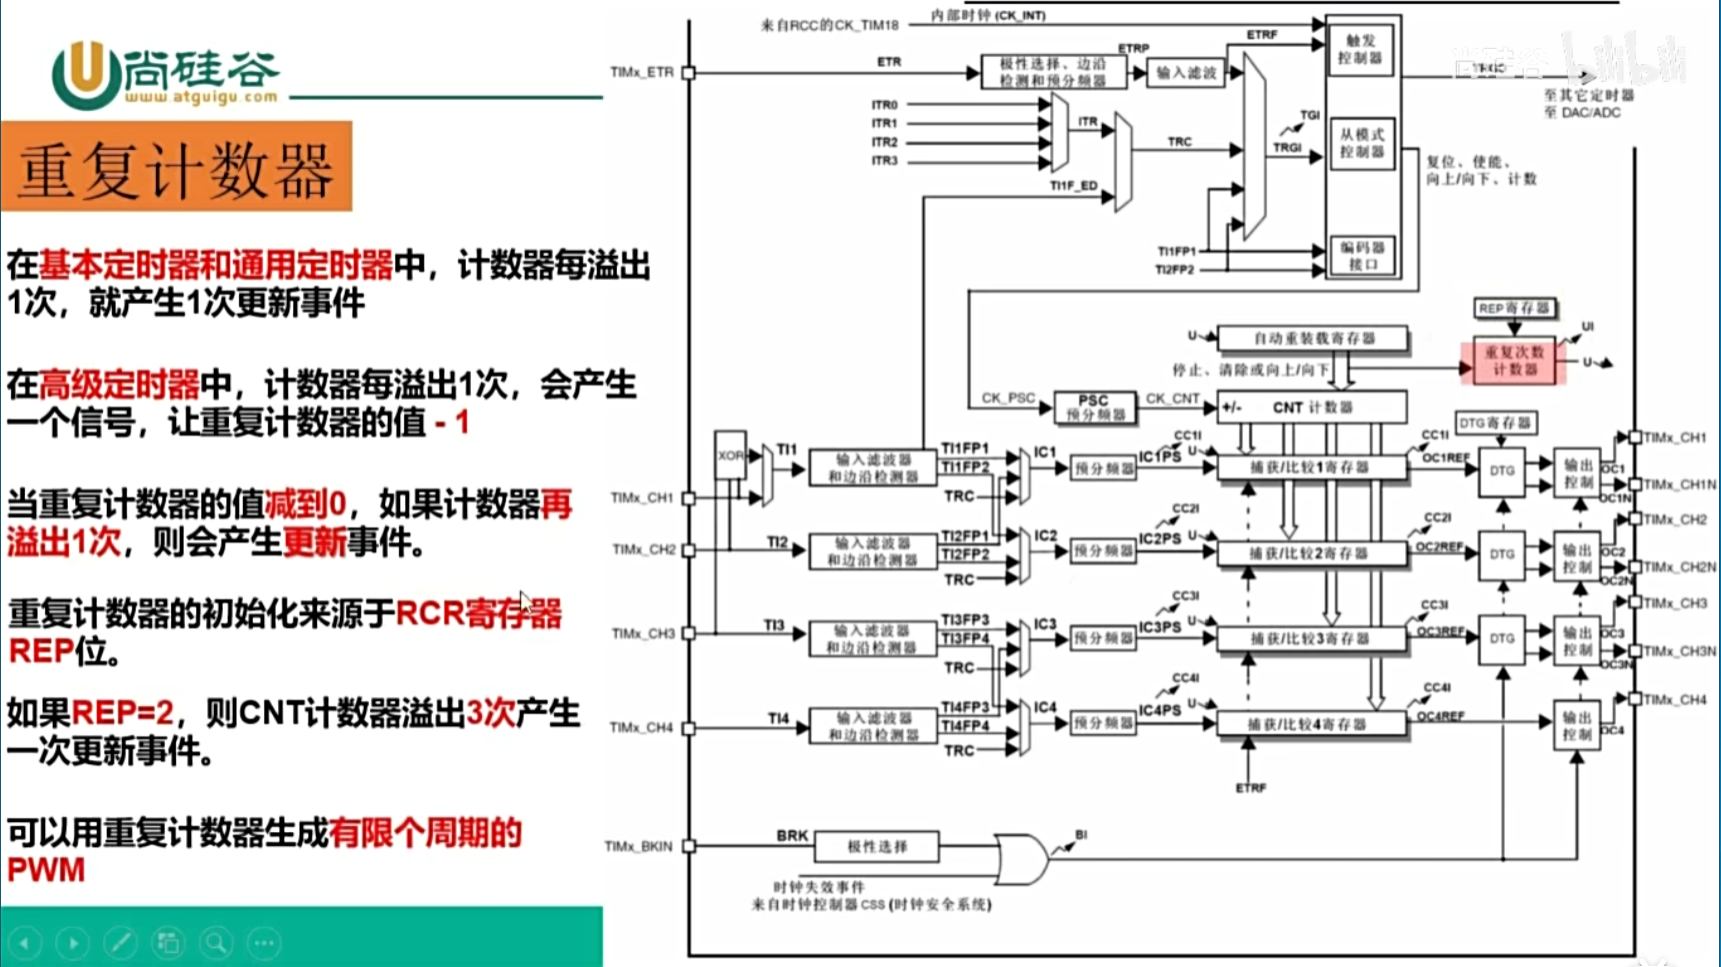 尚硅谷
www.atguigu.com
重复计数器
在基本定时器和通用定时器中，计数器每溢出
1次，就产生1次更新事件
在高级定时器中，计数器每溢出1次，会产生
一个信号，让重复计数器的值 - 1
当重复计数器的值减到0，如果计数器再
溢出1次，则会产生更新事件。
重复计数器的初始化来源于RCR寄存器
REP位。
如果REP=2，则CNT计数器溢出3次产生
一次更新事件。
可以用重复计数器生成有限个周期的
PWM
内部时钟 (CK_INT)
来自RCC的CK_TIM18
ETRF
触发
控制器
尚硅谷 bilibili
TRGO
至其它定时器
至 DAC/ADC
TIMx_ETR
ETR
极性选择、边沿
检测和预分频器
ETRP
输入滤波
ITR0
ITR1
ITR2
ITR3
ITR
TRC
TI1F_ED
TGI
TRGI
从模式
控制器
复位、使能、
向上/向下、计数
TI1FP1
TI2FP2
编码器
接口
REP寄存器
UI
U
自动重装载寄存器
重复次数
计数器
U
停止、清除或向上/向下
CK_PSC
PSC
预分频器
CK_CNT
+/-
CNT 计数器
DTG寄存器
XOR
TI1
输入滤波器
和边沿检测器
TI1FP1
TI1FP2
TRC
IC1
预分频器
IC1PS
CC1I
U
捕获/比较1寄存器
CC1I
OC1REF
DTG
输出
控制
OC1
OC1N
TIMx_CH1
TIMx_CH1N
TIMx_CH1
TIMx_CH2
TI2
输入滤波器
和边沿检测器
TI2FP1
TI2FP2
TRC
IC2
预分频器
IC2PS
CC2I
U
捕获/比较2寄存器
CC2I
OC2REF
DTG
输出
控制
OC2
OC2N
TIMx_CH2
TIMx_CH2N
TIMx_CH3
TI3
输入滤波器
和边沿检测器
TI3FP3
TI3FP4
TRC
IC3
预分频器
IC3PS
CC3I
U
捕获/比较3寄存器
CC3I
OC3REF
DTG
输出
控制
OC3
OC3N
TIMx_CH3
TIMx_CH3N
TIMx_CH4
TI4
输入滤波器
和边沿检测器
TI4FP3
TI4FP4
TRC
IC4
预分频器
IC4PS
CC4I
U
捕获/比较4寄存器
CC4I
OC4REF
输出
控制
OC4
TIMx_CH4
ETRF
TIMx_BKIN
BRK
极性选择
BI
时钟失效事件
来自时钟控制器 CSS (时钟安全系统)